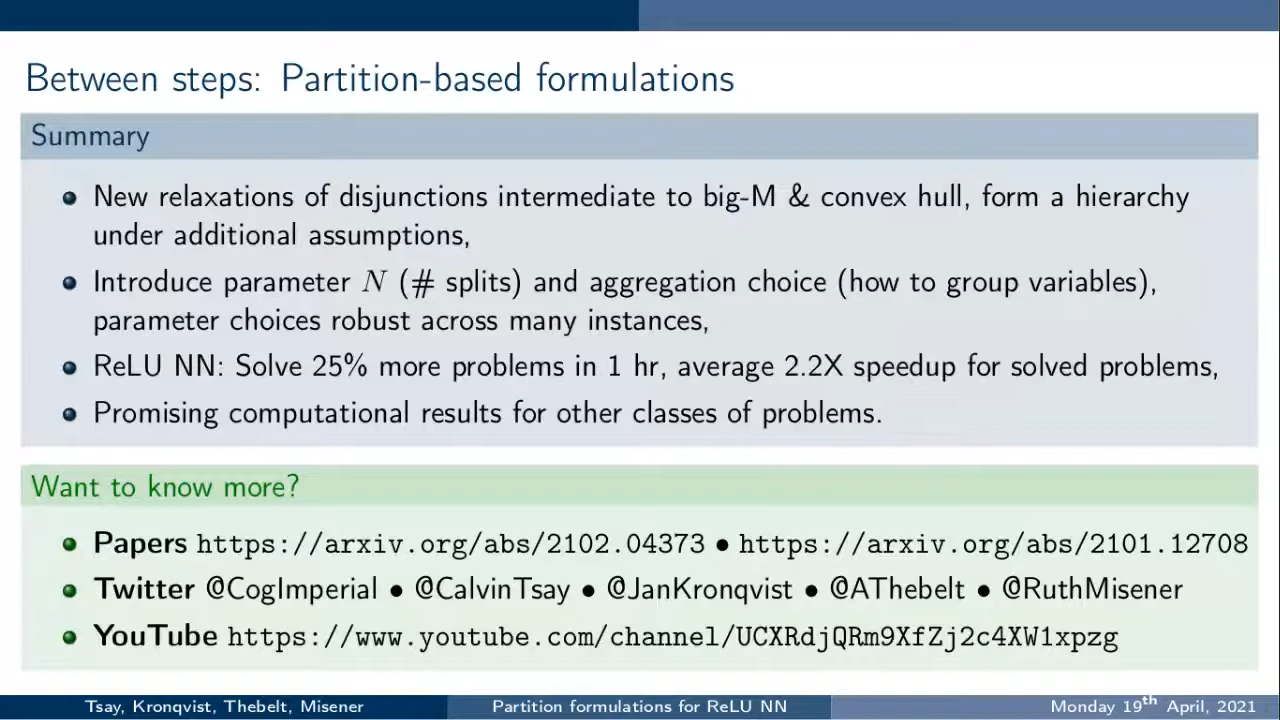 Between steps: Partition-based formulations
Summary
New relaxations of disjunctions intermediate to big-M & convex hull, form a hierarchy
under additional assumptions,
Introduce parameter N (# splits) and aggregation choice (how to group variables),
parameter choices robust across many instances,
ReLU NN: Solve 25% more problems in 1 hr, average 2.2X speedup for solved problems,
Promising computational results for other classes of problems.
Want to know more?
Papers https://arxiv.org/abs/2102.04373 • https://arxiv.org/abs/2101.12708
Twitter @CogImperial • @CalvinTsay • @JanKronqvist • @AThebelt • @RuthMisener
YouTube https://www.youtube.com/channel/UCXRdjQRm9XfZj2c4XW1xpzg
Tsay, Kronqvist, Thebelt, Misener
Partition formulations for ReLU NN
Monday 19th April, 2021